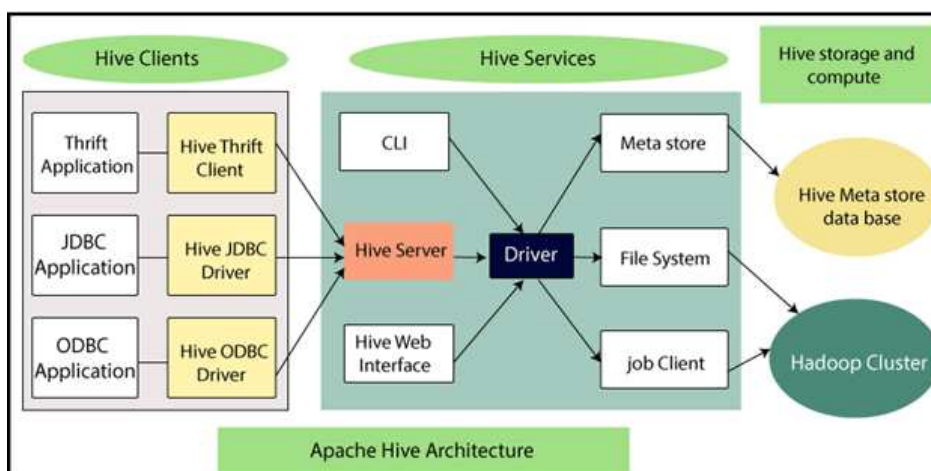 Hive Clients
Hive Services
Hive storage and
compute
Thrift
Application
Hive Thrift
Client
CLI
Meta store
Hive Meta store
data base
JDBC
Application
Hive JDBC
Driver
Hive Server
Driver
File System
ODBC
Application
Hive ODBC
Driver
Hive Web
Interface
job Client
Hadoop Cluster
Apache Hive Architecture